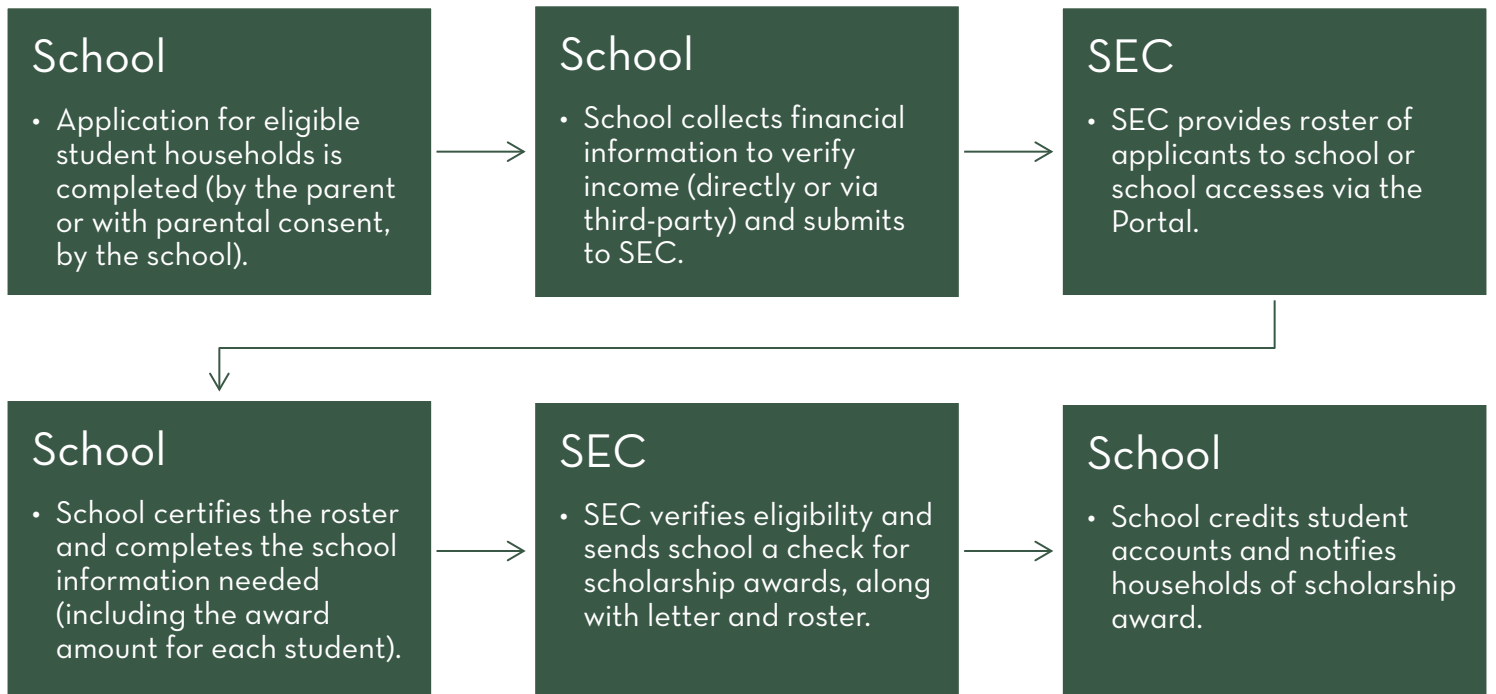 School
• Application for eligible
student households is
completed (by the parent
or with parental consent,
by the school).
School
• School collects financial
information to verify
income (directly or via
third-party) and submits
to SEC.
SEC
• SEC provides roster of
applicants to school or
school accesses via the
Portal.
School
• School certifies the roster
and completes the school
information needed
(including the award
amount for each student).
SEC
• SEC verifies eligibility and
sends school a check for
scholarship awards, along
with letter and roster.
School
• School credits student
accounts and notifies
households of scholarship
award.